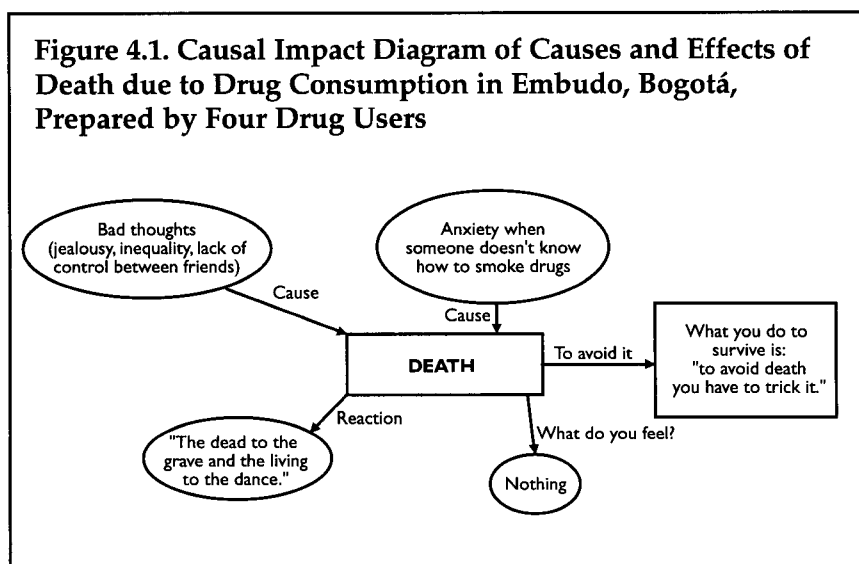 Figure 4.1. Causal Impact Diagram of Causes and Effects of
Death due to Drug Consumption in Embudo, Bogotá,
Prepared by Four Drug Users
Bad thoughts
(jealousy, inequality, lack of
control between friends)
Anxiety when
someone doesn't know
how to smoke drugs
Cause
Cause
DEATH
To avoid it
What you do to
survive is:
"to avoid death
you have to trick it."
Reaction
What do you feel?
"The dead to the
grave and the living
to the dance."
Nothing